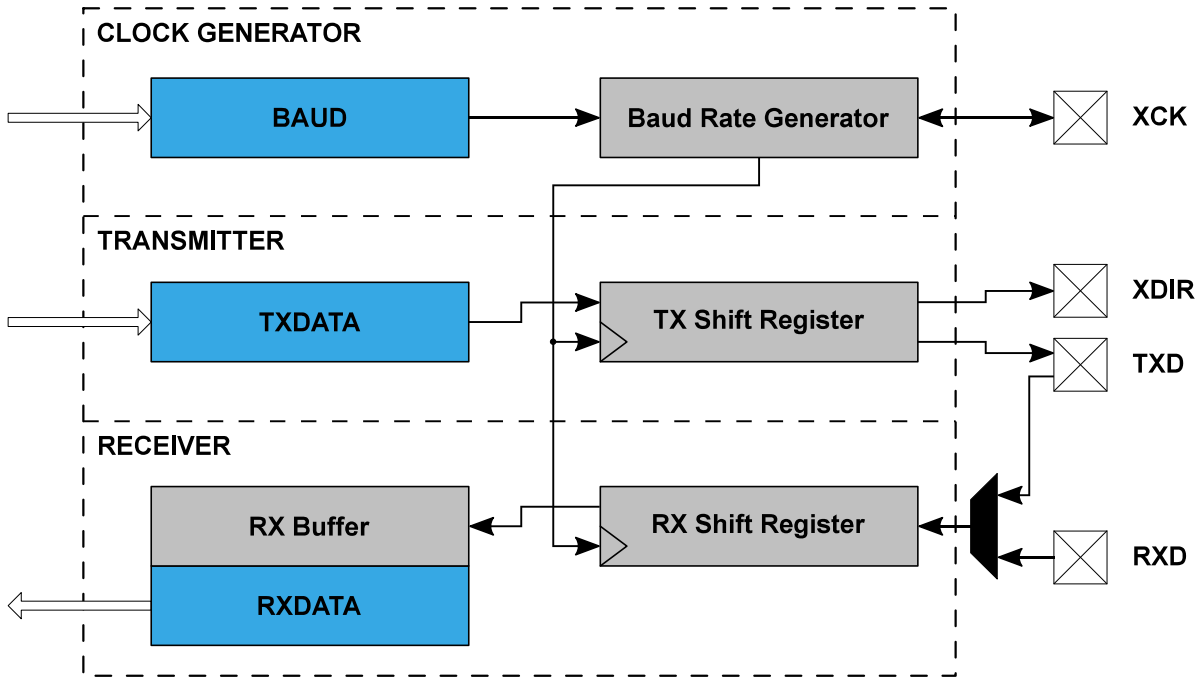 CLOCK GENERATOR
BAUD
Baud Rate Generator
XCK
TRANSMITTER
TXDATA
TX Shift Register
XDIR
TXD
RECEIVER
RX Buffer
RX Shift Register
RXD
RXDATA